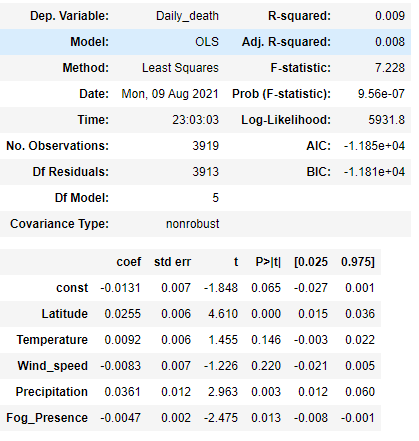 Dep. Variable: Daily_death R-squared: 0.009
Model: OLS Adj. R-squared: 0.008
Method: Least Squares F-statistic: 7.228
Date: Mon, 09 Aug 2021 Prob (F-statistic): 9.56e-07
Time: 23:03:03 Log-Likelihood: 5931.8
No. Observations: 3919 AIC: -1.185e+04
Df Residuals: 3913 BIC: -1.181e+04
Df Model: 5
Covariance Type: nonrobust
coef std err t P>|t| [0.025 0.975]
const -0.0131 0.007 -1.848 0.065 -0.027 0.001
Latitude 0.0255 0.006 4.610 0.000 0.015 0.036
Temperature 0.0092 0.006 1.455 0.146 -0.003 0.022
Wind_speed -0.0083 0.007 -1.226 0.220 -0.021 0.005
Precipitation 0.0361 0.012 2.963 0.003 0.012 0.060
Fog_Presence -0.0047 0.002 -2.475 0.013 -0.008 -0.001